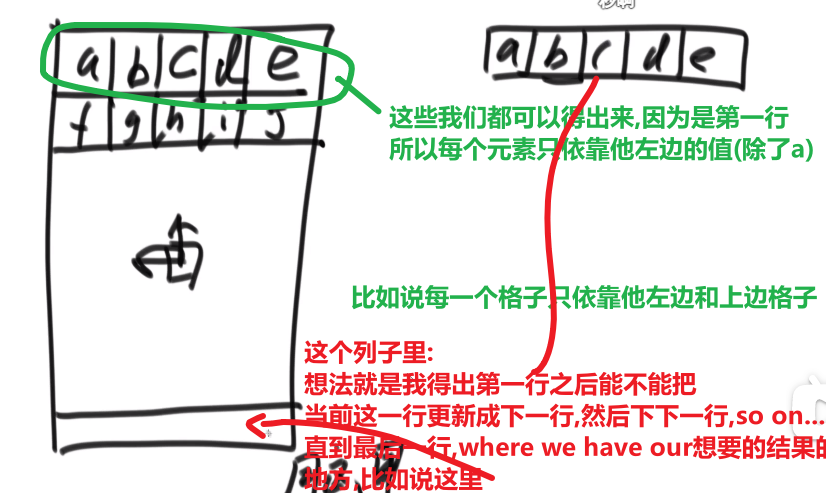 a b c d e
a b c d e
f g h i j
这些我们都可以得出来,因为是第一行
所以每个元素只依靠他左边的值(除了a)
比如说每一个格子只依靠他左边和上边格子
这个列子里:
想法就是我得出第一行之后能不能把
当前这一行更新成下一行,然后下下一行,so on...
直到最后一行,where we have our想要的结果的
地方,比如说这里